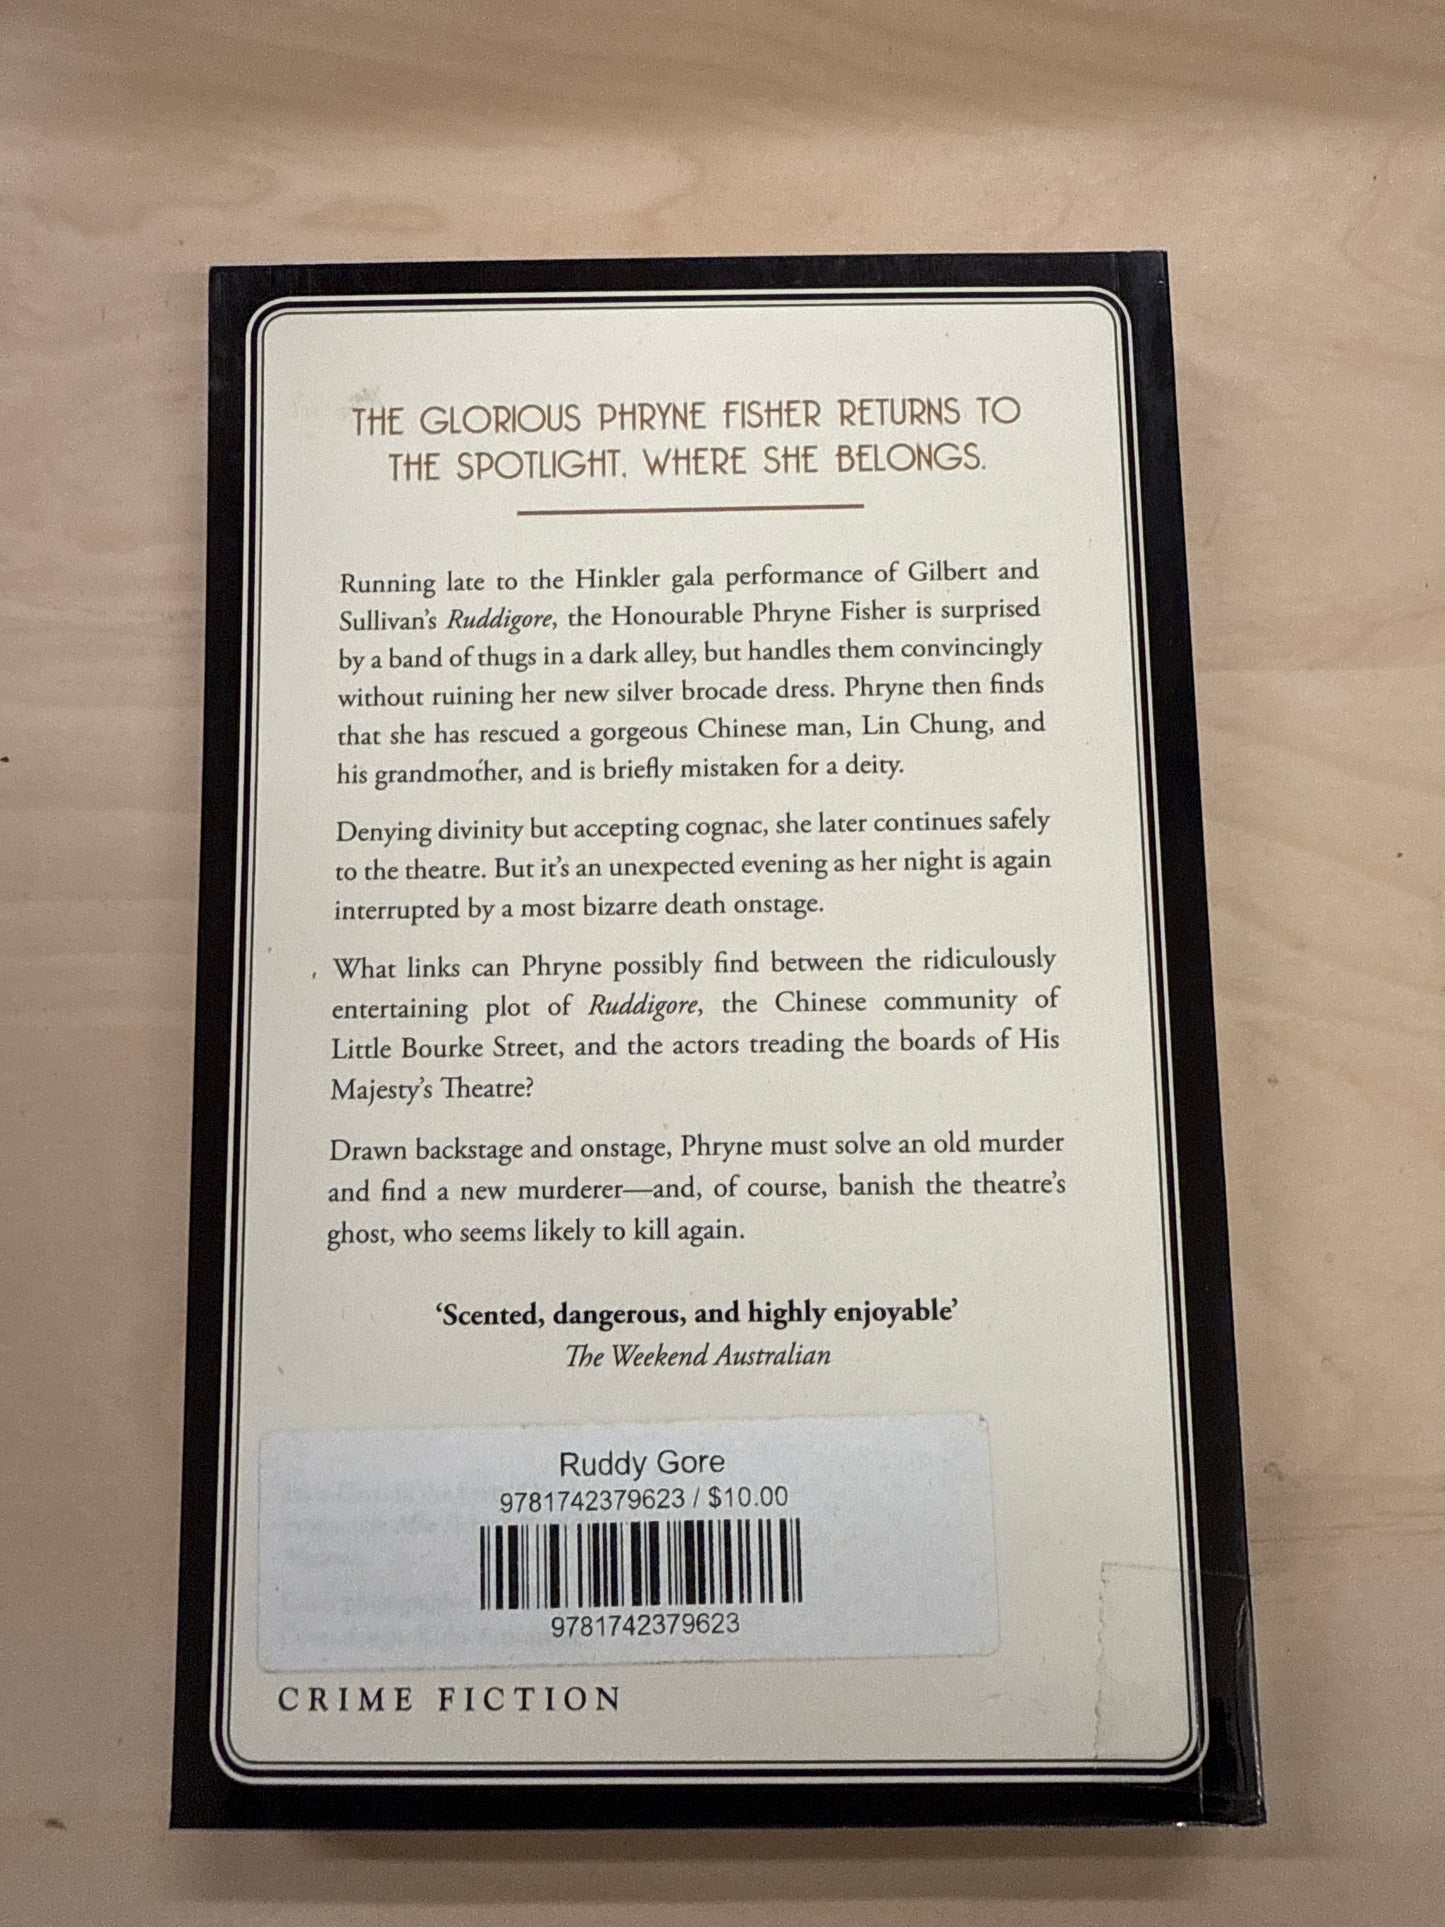 THE GLORIOUS PHRYNE FISHER RETURNS TO
THE SPOTLIGHT, WHERE SHE BELONGS.
Running late to the Hinkler gala performance of Gilbert and
Sullivan's Ruddigore, the Honourable Phryne Fisher is surprised
by a band of thugs in a dark alley, but handles them convincingly
without ruining her new silver brocade dress. Phryne then finds
that she has rescued a gorgeous Chinese man, Lin Chung, and
his grandmother, and is briefly mistaken for a deity.
Denying divinity but accepting cognac, she later continues safely
to the theatre. But it's an unexpected evening as her night is again
interrupted by a most bizarre death onstage.
What links can Phryne possibly find between the ridiculously
entertaining plot of Ruddigore, the Chinese community of
Little Bourke Street, and the actors treading the boards of His
Majesty's Theatre?
Drawn backstage and onstage, Phryne must solve an old murder
and find a new murderer—and, of course, banish the theatre's
ghost, who seems likely to kill again.
‘Scented, dangerous, and highly enjoyable’
The Weekend Australian
Ruddy Gore
9781742379623 / $10.00
9781742379623
CRIME FICTION